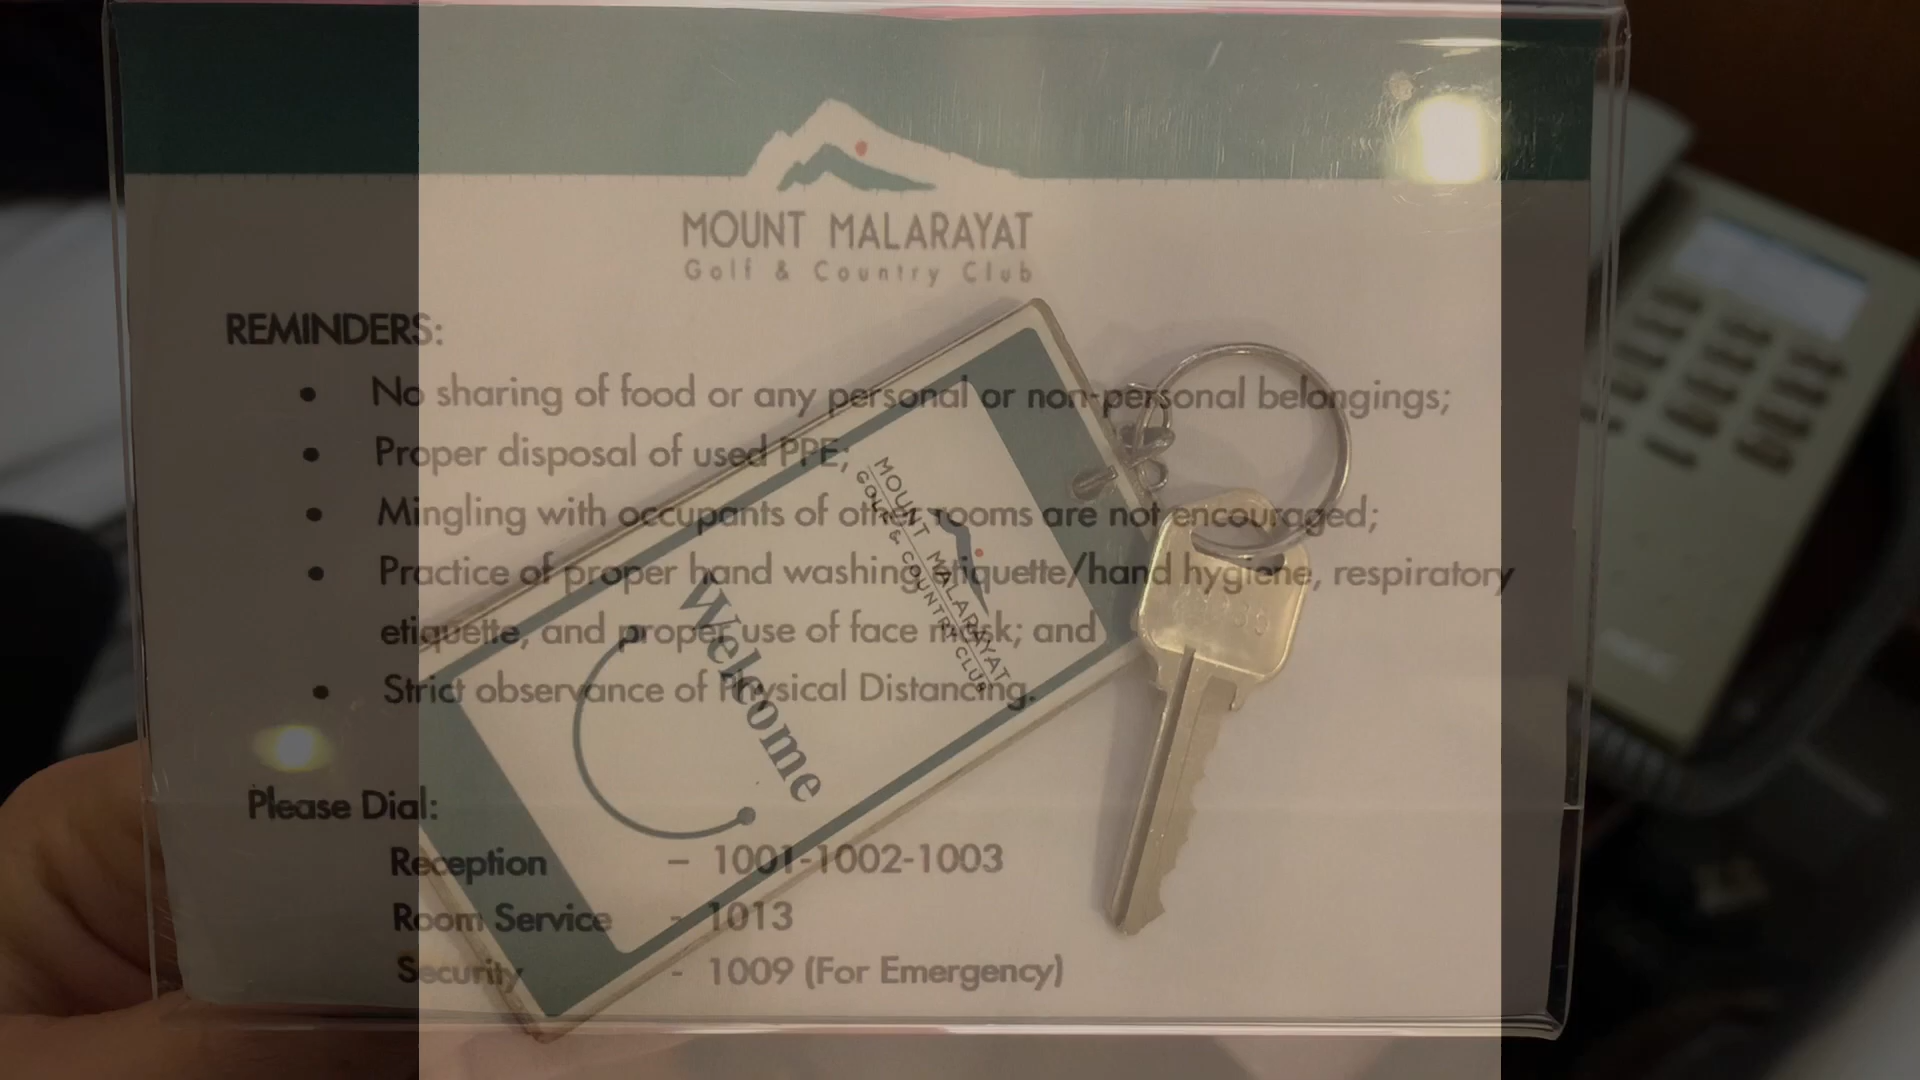 MOUNT MALARAYAT
Golf & Country Club
REMINDERS:
• No sharing of food or any personal or non-personal belongings;
• Proper disposal of used PPE;
• Mingling with occupants of other rooms are not encouraged;
• Practice of proper hand washing etiquette/hand hygiene, respiratory
etiquette, and proper use of face mask; and
• Strict observance of Physical Distancing.
Please Dial:
Reception – 1001-1002-1003
Room Service - 1013
Security - 1009 (For Emergency)
MOUNT MALARAYAT
GOLF & COUNTRY CLUB
Welcome